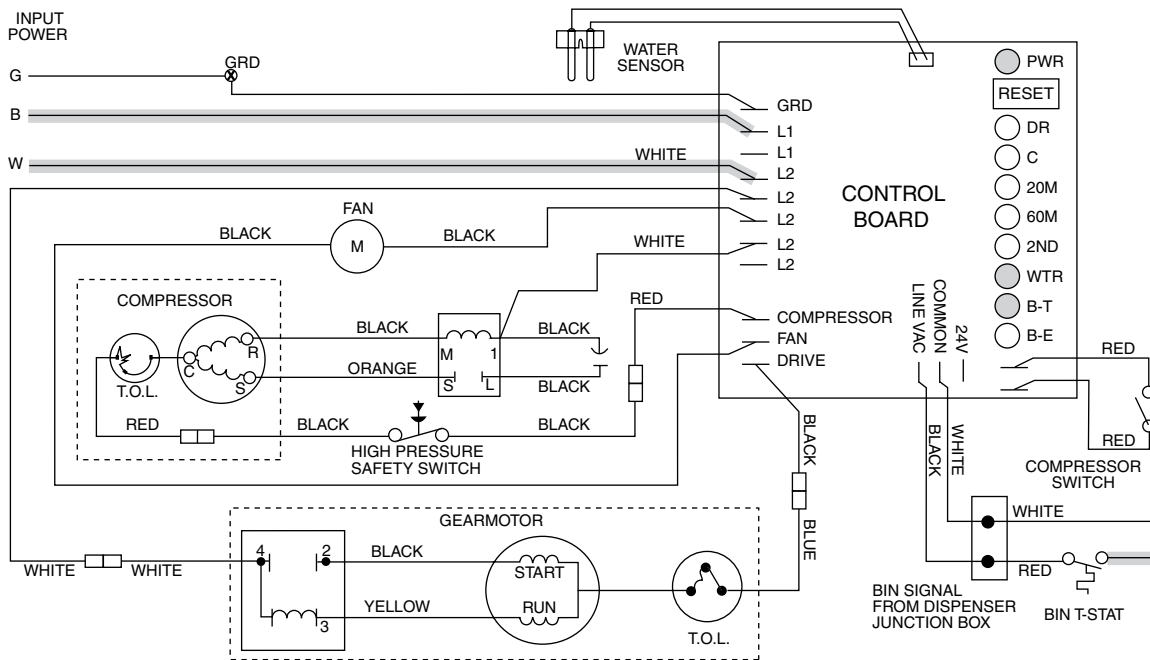 INPUT
POWER
G
GRD
B
W
WHITE
WATER
SENSOR
GRD
L1
L1
L2
L2
L2
L2
L2
CONTROL
BOARD
PWR
RESET
DR
C
20M
60M
2ND
WTR
B-T
B-E
FAN
M
BLACK
BLACK
WHITE
COMPRESSOR
T.O.L.
C
R
S
BLACK
ORANGE
M
1
S
L
BLACK
BLACK
RED
RED
BLACK
HIGH PRESSURE
SAFETY SWITCH
BLACK
COMPRESSOR
FAN
DRIVE
LINE VAC
COMMON
24V
RED
RED
COMPRESSOR
SWITCH
BLACK
WHITE
BLACK
BLUE
WHITE
RED
BIN SIGNAL
FROM DISPENSER
JUNCTION BOX
BIN T-STAT
GEARMOTOR
WHITE
WHITE
4
2
3
BLACK
YELLOW
START
RUN
T.O.L.